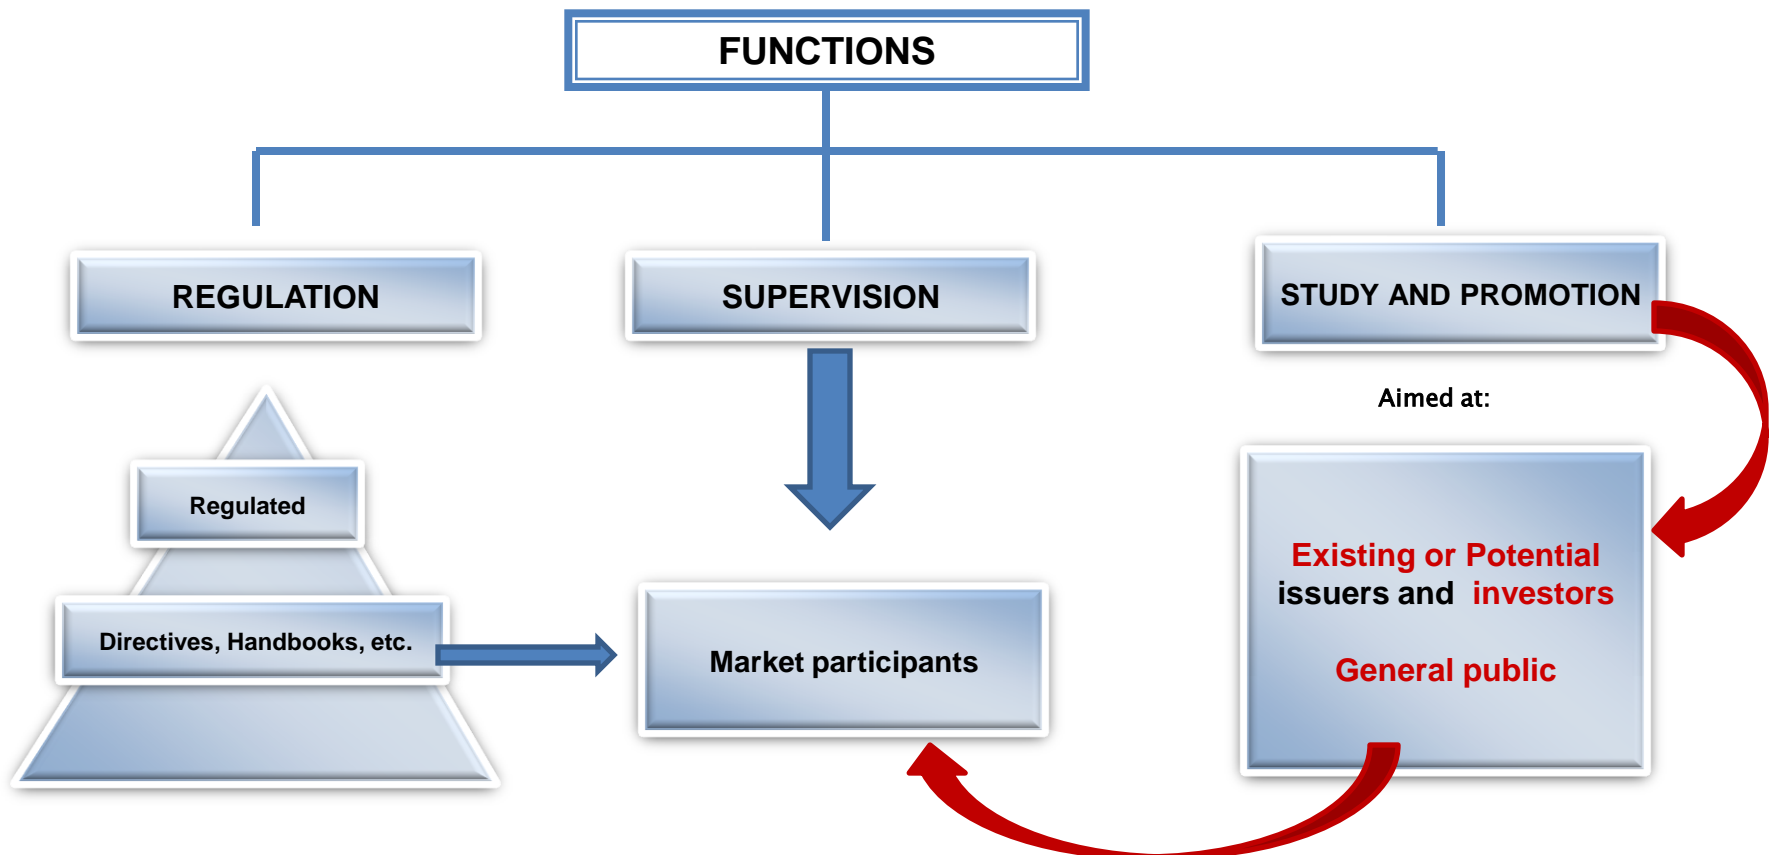 FUNCTIONS
REGULATION
SUPERVISION
STUDY AND PROMOTION
Aimed at:
Regulated
Directives, Handbooks, etc.
Market participants
Existing or Potential
issuers and investors
General public